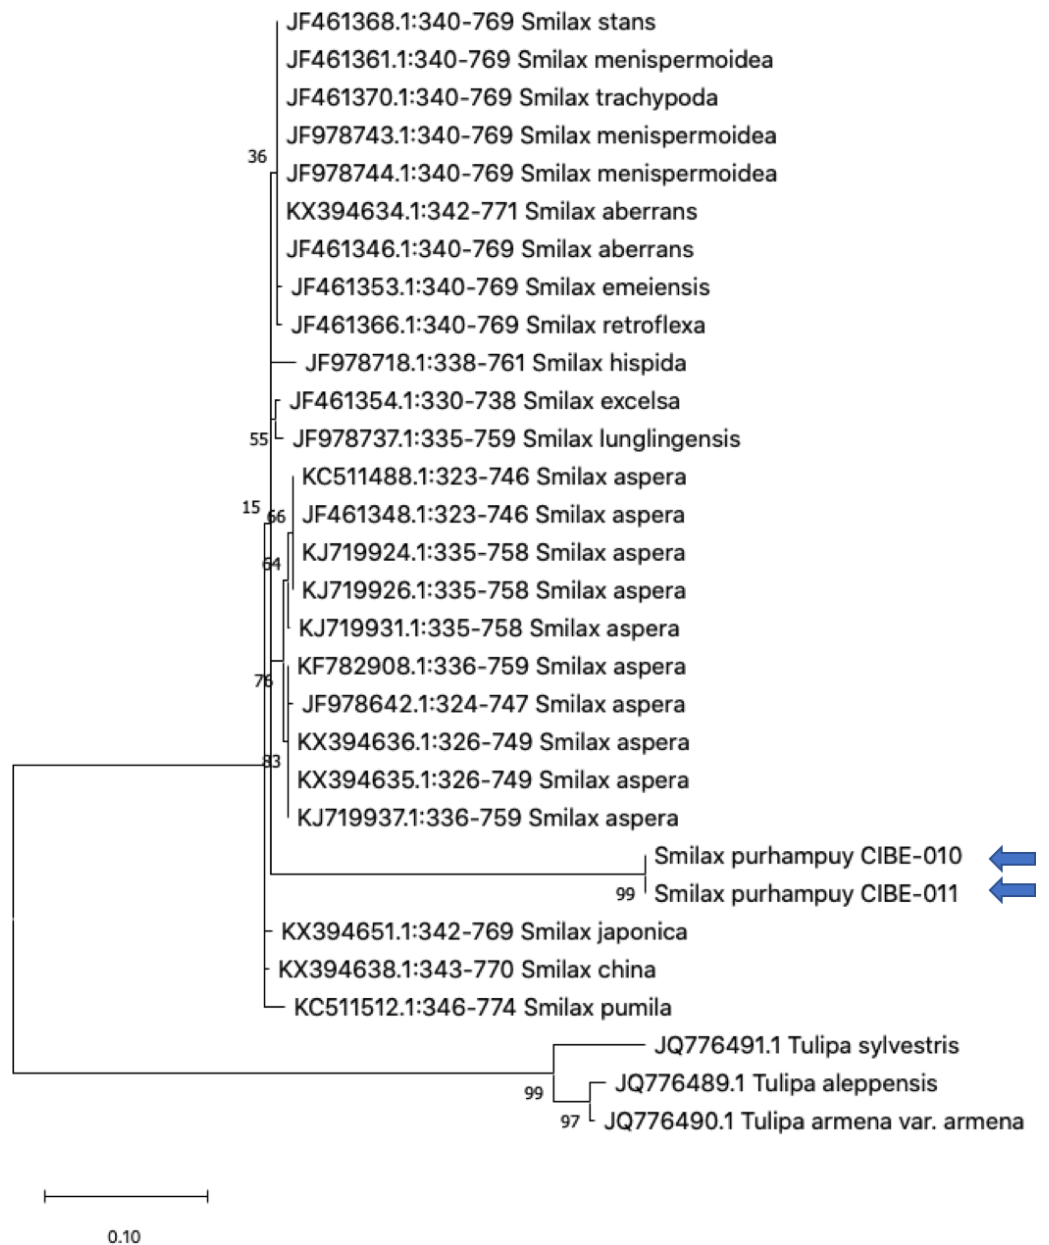 JF461368.1:340-769 Smilax stans
JF461361.1:340-769 Smilax menispermoidea
JF461370.1:340-769 Smilax trachypoda
JF978743.1:340-769 Smilax menispermoidea
36
JF978744.1:340-769 Smilax menispermoidea
KX394634.1:342-771 Smilax aberrans
JF461346.1:340-769 Smilax aberrans
JF461353.1:340-769 Smilax emeiensis
JF461366.1:340-769 Smilax retroflexa
JF978718.1:338-761 Smilax hispida
JF461354.1:330-738 Smilax excelsa
55 JF978737.1:335-759 Smilax lunglingensis
KC511488.1:323-746 Smilax aspera
15 66 JF461348.1:323-746 Smilax aspera
64 KJ719924.1:335-758 Smilax aspera
KJ719926.1:335-758 Smilax aspera
KJ719931.1:335-758 Smilax aspera
KF782908.1:336-759 Smilax aspera
76
JF978642.1:324-747 Smilax aspera
KX394636.1:326-749 Smilax aspera
83
KX394635.1:326-749 Smilax aspera
KJ719937.1:336-759 Smilax aspera
Smilax purhampuy CIBE-010
99 Smilax purhampuy CIBE-011
KX394651.1:342-769 Smilax japonica
KX394638.1:343-770 Smilax china
KC511512.1:346-774 Smilax pumila
JQ776491.1 Tulipa sylvestris
99 JQ776489.1 Tulipa aleppensis
97 JQ776490.1 Tulipa armena var. armena
0.10